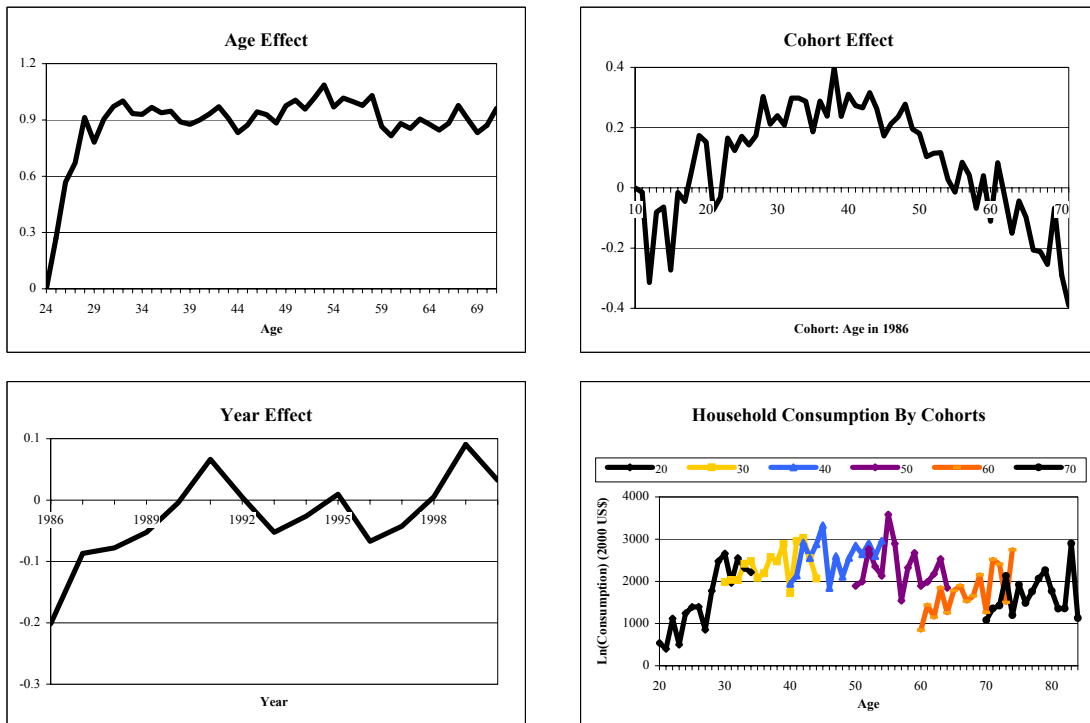 Age Effect
1.2
0.9
0.6
0.3
0
24 29 34 39 44 49 54 59 64 69
Age
Cohort Effect
0.4
0.2
0
10 20 30 40 50 60 70
-0.2
-0.4
Cohort: Age in 1986
Year Effect
0.1
0
1986 1989 1992 1995 1998
-0.1
-0.2
-0.3
Year
Household Consumption By Cohorts
20 30 40 50 60 70
Ln(Consumption) (2000 US$)
4000
3000
2000
1000
0
20 30 40 50 60 70 80
Age